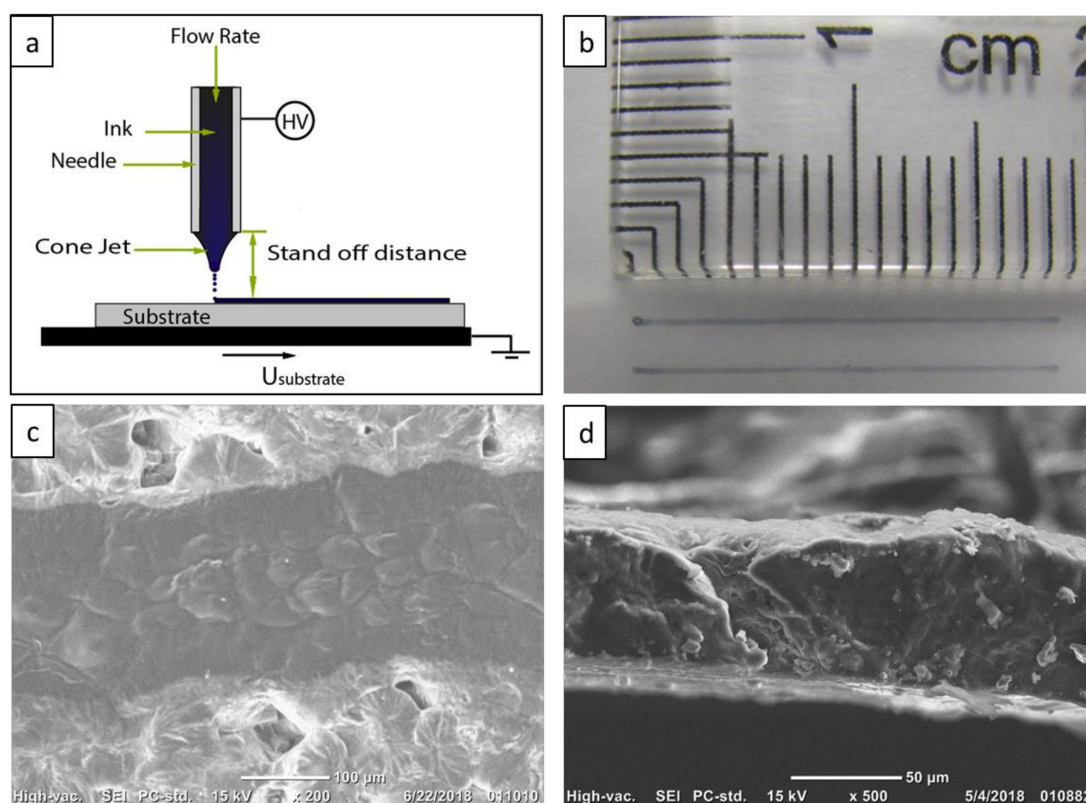 a
Flow Rate
Ink
HV
Needle
Cone Jet
Stand off distance
Substrate
Usubstrate
b
1 cm 2
c
100 µm
High-vac. SEI PC-std. 15 kV x 200 6/22/2018 011010
d
50 µm
High-vac. SEI PC-std. 15 kV x 500 5/4/2018